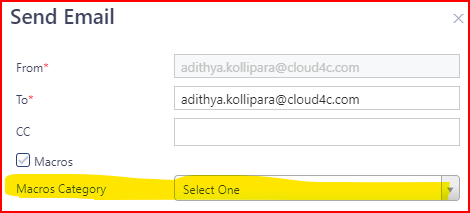 Send Email
From* adithya.kollipara@cloud4c.com
To* adithya.kollipara@cloud4c.com
CC
Macros
Macros Category Select One